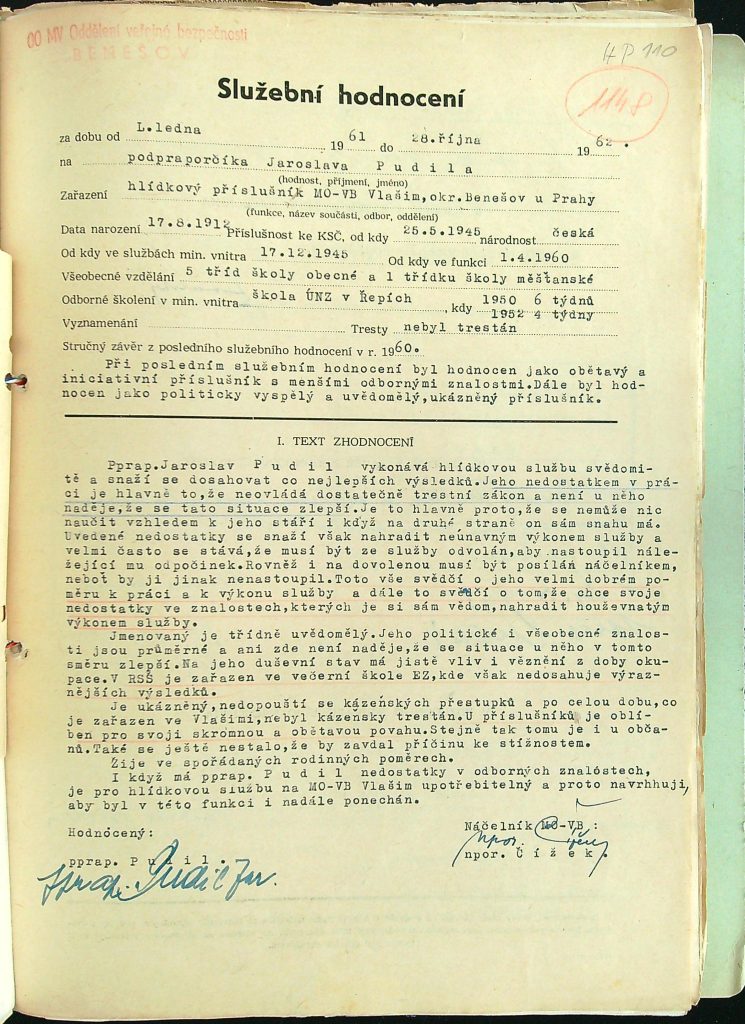 OO MV Oddělení veřejné bezpečnosti
BENEŠOV
HP 110
1148
Služební hodnocení
za dobu od L.ledna 19 61 do 28.října 19 62.
na podpraporčíka Jaroslava P u d i l a
(hodnost, příjmení, jméno)
Zařazení hlídkový příslušník MO-VB Vlašim,okr.Benešov u Prahy
(funkce, název součásti, odbor, oddělení)
Data narození 17.8.1912 Příslušnost ke KSČ, od kdy 25.5.1945 národnost česká
Od kdy ve službách min. vnitra 17.12.1945 Od kdy ve funkci 1.4.1960
Všeobecné vzdělání 5 tříd školy obecné a 1 třídku školy měšťanské
Odborné školení v min. vnitra škola ÚNZ v Řepích , kdy 1950 6 týdnů
1952 4 týdny
Vyznamenání Tresty nebyl trestán
Stručný závěr z posledního služebního hodnocení v r. 1960.
Při posledním služebním hodnocení byl hodnocen jako obětavý a
iniciativní příslušník s menšími odbornými znalostmi.Dále byl hod-
nocen jako politicky vyspělý a uvědomělý,ukázněný příslušník.
I. TEXT ZHODNOCENÍ
Pprap.Jaroslav P u d i l vykonává hlídkovou službu svědomi-
tě a snaží se dosahovat co nejlepších výsledků.Jeho nedostatkem v prá-
ci je hlavně to,že neovládá dostatečně trestní zákon a není u něho
naděje,že se tato situace zlepší.Je to hlavně proto,že se nemůže nic
naučit vzhledem k jeho stáří i když na druhé straně on sám snahu má.
Uvedené nedostatky se snaží však nahradit neúnavným výkonem služby a
velmi často se stává,že musí být ze služby odvolán,aby nastoupil nále-
žející mu odpočinek.Rovněž i na dovolenou musí být posílán náčelníkem,
neboť by ji jinak nenastoupil.Toto vše svědčí o jeho velmi dobrém po-
měru k práci a k výkonu služby a dále to svědčí o tom,že chce svoje
nedostatky ve znalostech,kterých je si sám vědom,nahradit houževnatým
výkonem služby.
Jmenovaný je třídně uvědomělý.Jeho politické i všeobecné znalos-
ti jsou průměrné a ani zde není naděje,že se situace u něho v tomto
směru zlepší.Na jeho duševní stav má jistě vliv i věznění z doby oku-
pace.V RSŠ je zařazen ve večerní škole EZ,kde však nedosahuje výraz-
nějších výsledků.
Je ukázněný,nedopouští se kázeňských přestupků a po celou dobu,co
je zařazen ve Vlašimi,nebyl kázeňsky trestán.U příslušníků je oblí-
ben pro svoji skromnou a obětavou povahu.Stejně tak tomu je i u obča-
nů.Také se ještě nestalo,že by zavdal příčinu ke stížnostem.
Žije ve spořádaných rodinných poměrech.
I když má pprap. P u d i l nedostatky v odborných znalóstech,
je pro hlídkovou službu na MO-VB Vlašim upotřebitelný a proto navrhhuji,
aby byl v této funkci i nadále ponechán.
Hodnócený: Náčelník MO-VB :
npor. Čížek
pprap. P u d i l . npor. Č í ž e k .
pprap. Pudil Jar.